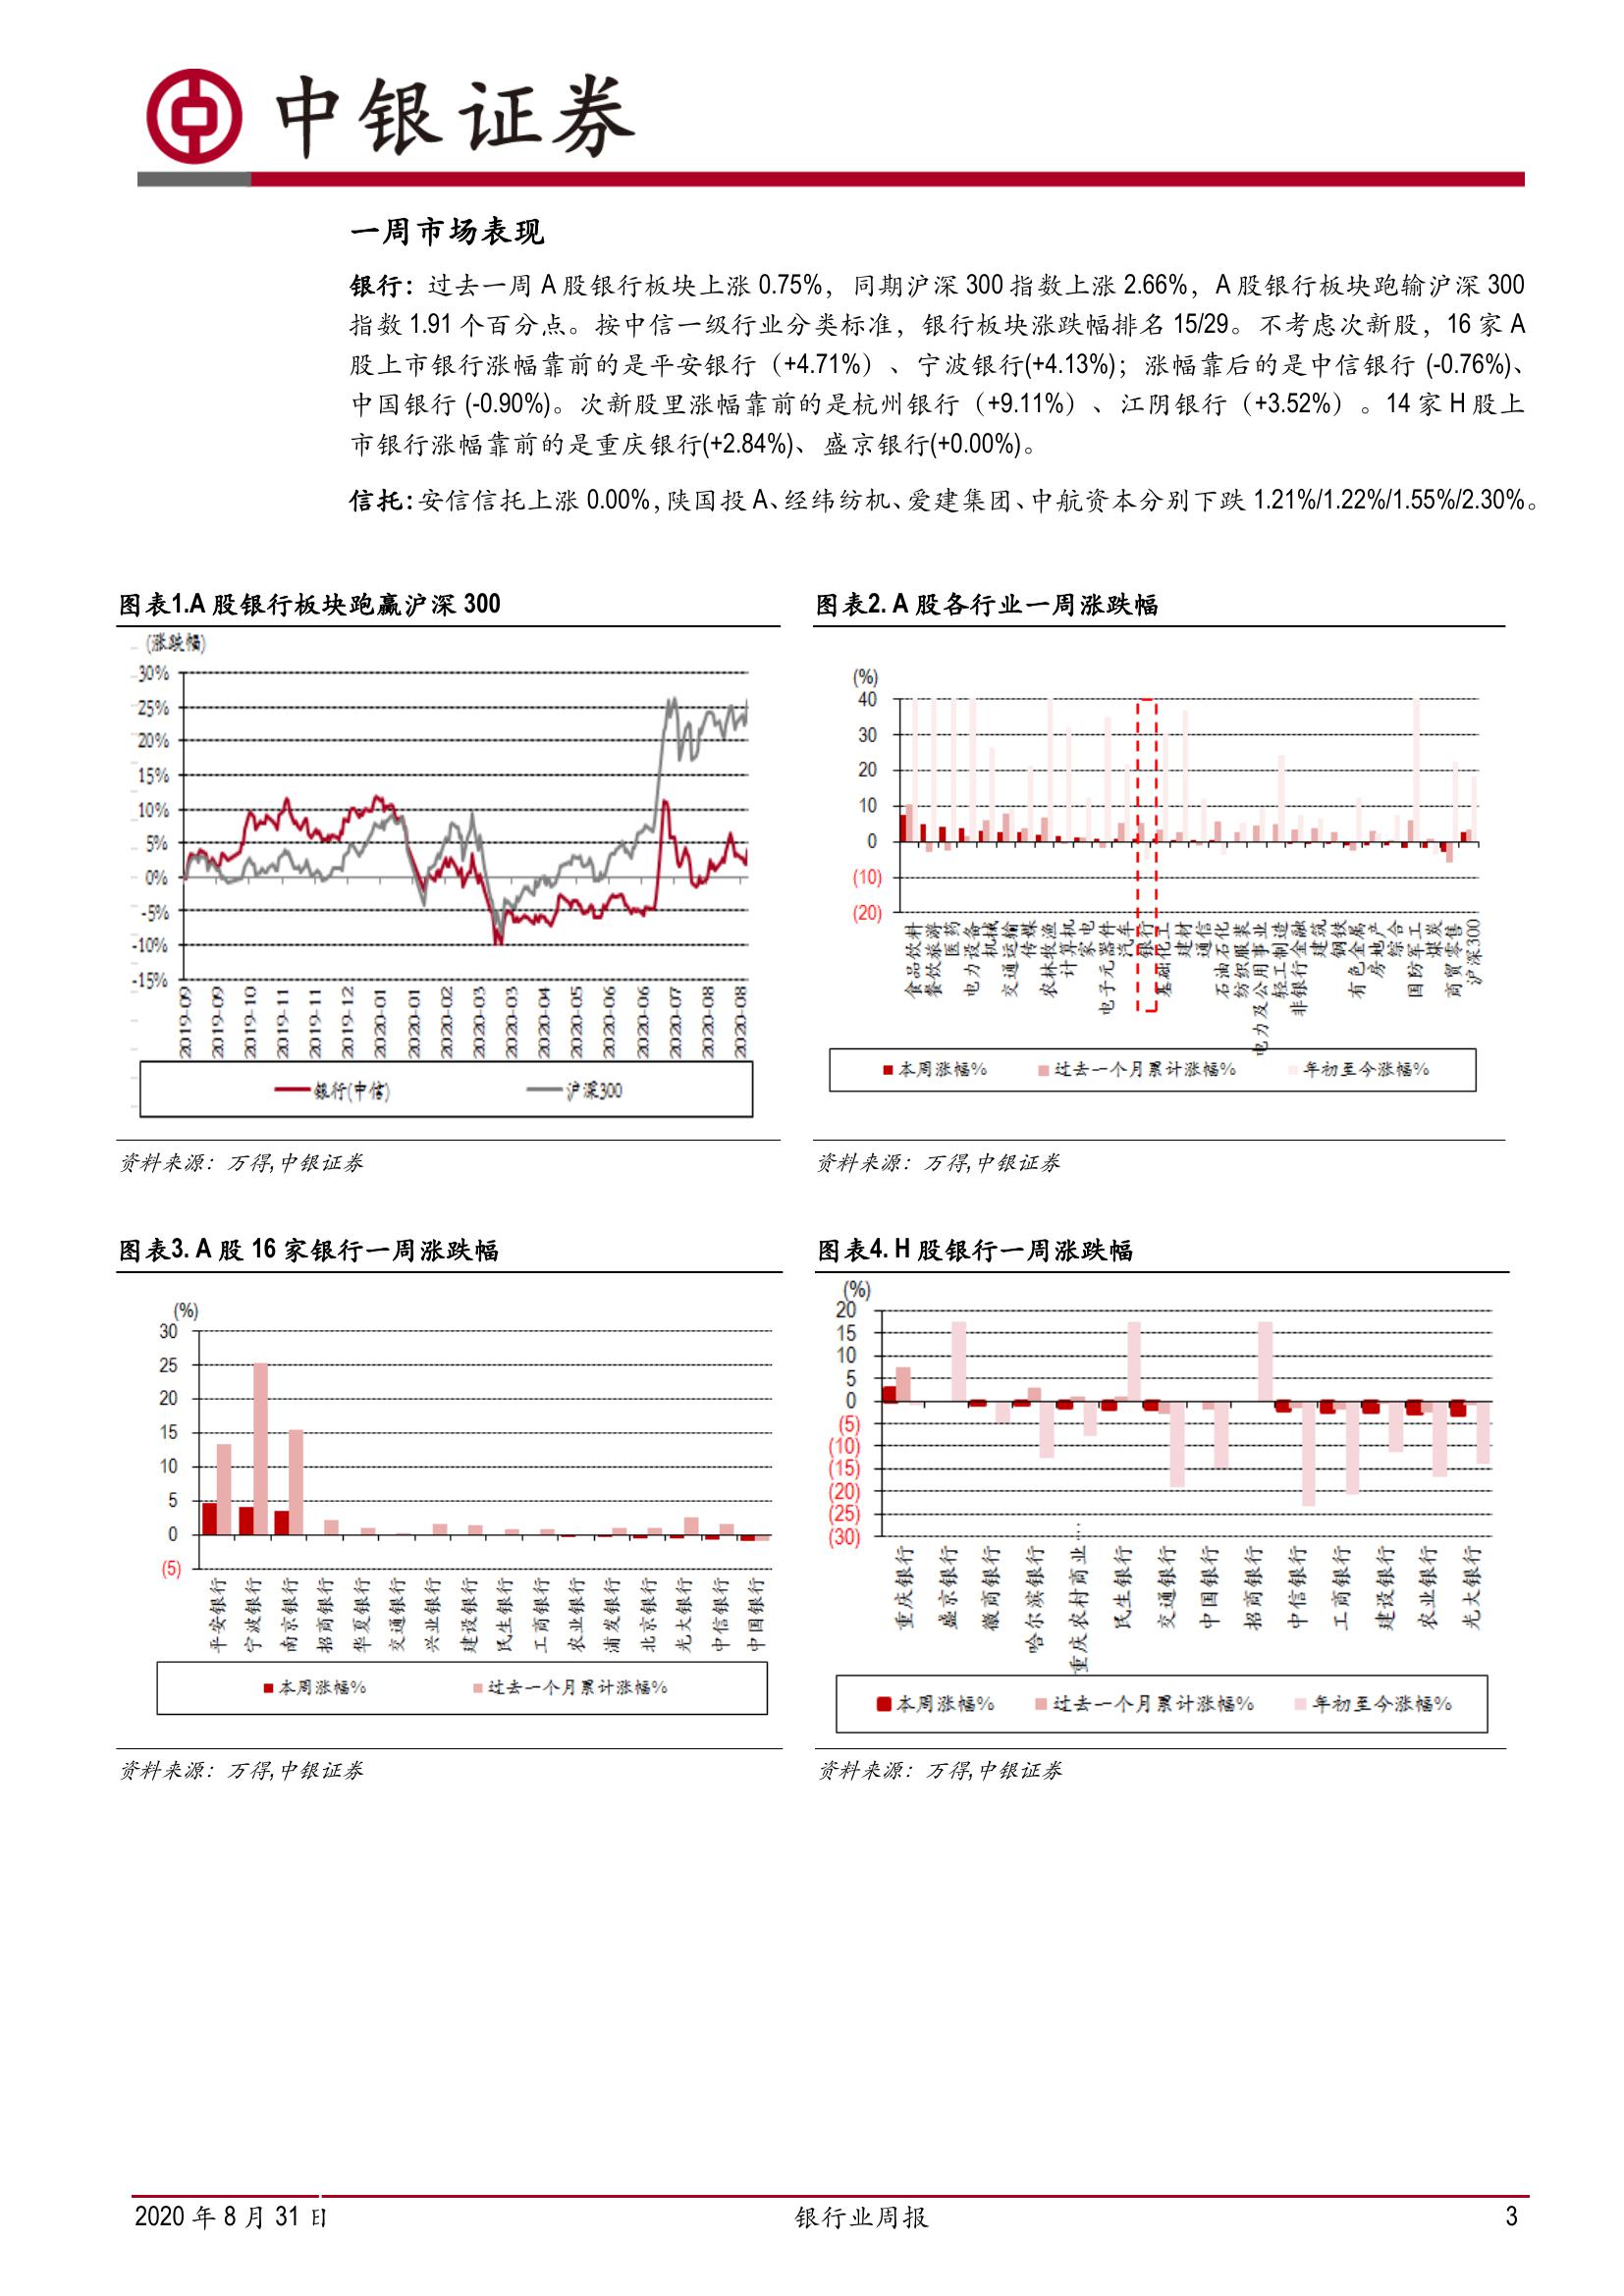 中银证券
一周市场表现
银行：过去一周 A 股银行板块上涨 0.75%，同期沪深 300 指数上涨 2.66%，A 股银行板块跑输沪深 300
指数 1.91 个百分点。按中信一级行业分类标准，银行板块涨跌幅排名 15/29。不考虑次新股，16 家 A
股上市银行涨幅靠前的是平安银行（+4.71%）、宁波银行(+4.13%)；涨幅靠后的是中信银行 (-0.76%)、
中国银行 (-0.90%)。次新股里涨幅靠前的是杭州银行（+9.11%）、江阴银行（+3.52%）。14 家 H 股上
市银行涨幅靠前的是重庆银行(+2.84%)、盛京银行(+0.00%)。
信托：安信信托上涨 0.00%，陕国投 A、经纬纺机、爱建集团、中航资本分别下跌 1.21%/1.22%/1.55%/2.30%。
图表1.A 股银行板块跑赢沪深 300
(涨跌幅)
30%
25%
20%
15%
10%
5%
0%
-5%
-10%
-15%
2019-09
2019-09
2019-10
2019-11
2019-11
2019-12
2020-01
2020-01
2020-02
2020-03
2020-03
2020-04
2020-05
2020-06
2020-06
2020-07
2020-08
2020-08
银行(中信)
沪深300
资料来源：万得,中银证券
图表2. A 股各行业一周涨跌幅
(%)
40
30
20
10
0
(10)
(20)
食品饮料
餐饮旅游
医药
电力设备
机械
交通运输
传媒
农林牧渔
计算机
家电
电子元器件
汽车
银行
基础化工
建材
通信
石油石化
纺织服装
电力及公用事业
轻工制造
非银行金融
建筑
钢铁
有色金属
房地产
综合
国防军工
煤炭
商贸零售
沪深300
本周涨幅%
过去一个月累计涨幅%
年初至今涨幅%
资料来源：万得,中银证券
图表3. A 股 16 家银行一周涨跌幅
(%)
30
25
20
15
10
5
0
(5)
平安银行
宁波银行
南京银行
招商银行
华夏银行
交通银行
兴业银行
建设银行
民生银行
工商银行
农业银行
浦发银行
北京银行
光大银行
中信银行
中国银行
本周涨幅%
过去一个月累计涨幅%
资料来源：万得,中银证券
图表4. H 股银行一周涨跌幅
(%)
20
15
10
5
0
(5)
(10)
(15)
(20)
(25)
(30)
重庆银行
盛京银行
徽商银行
哈尔滨银行
重庆农村商业…
民生银行
交通银行
中国银行
招商银行
中信银行
工商银行
建设银行
农业银行
光大银行
本周涨幅%
过去一个月累计涨幅%
年初至今涨幅%
资料来源：万得,中银证券
2020 年 8 月 31 日
银行业周报
3